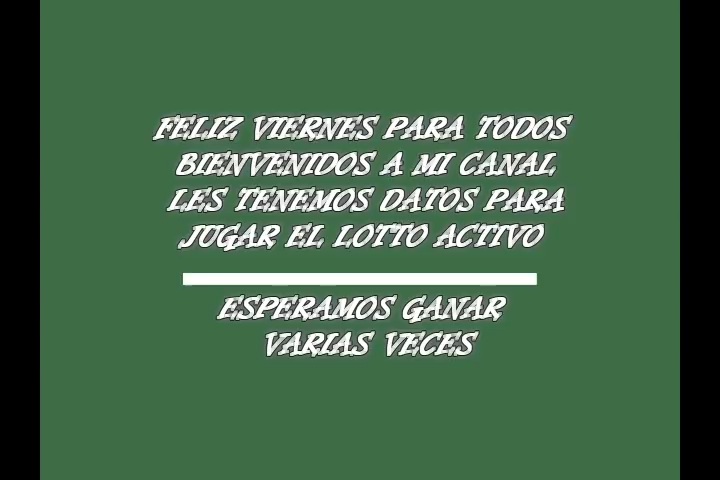 FELIZ VIERNES PARA TODOS
BIENVENIDOS A MI CANAL
LES TENEMOS DATOS PARA
JUGAR EL LOTTO ACTIVO
ESPERAMOS GANAR
VARIAS VECES